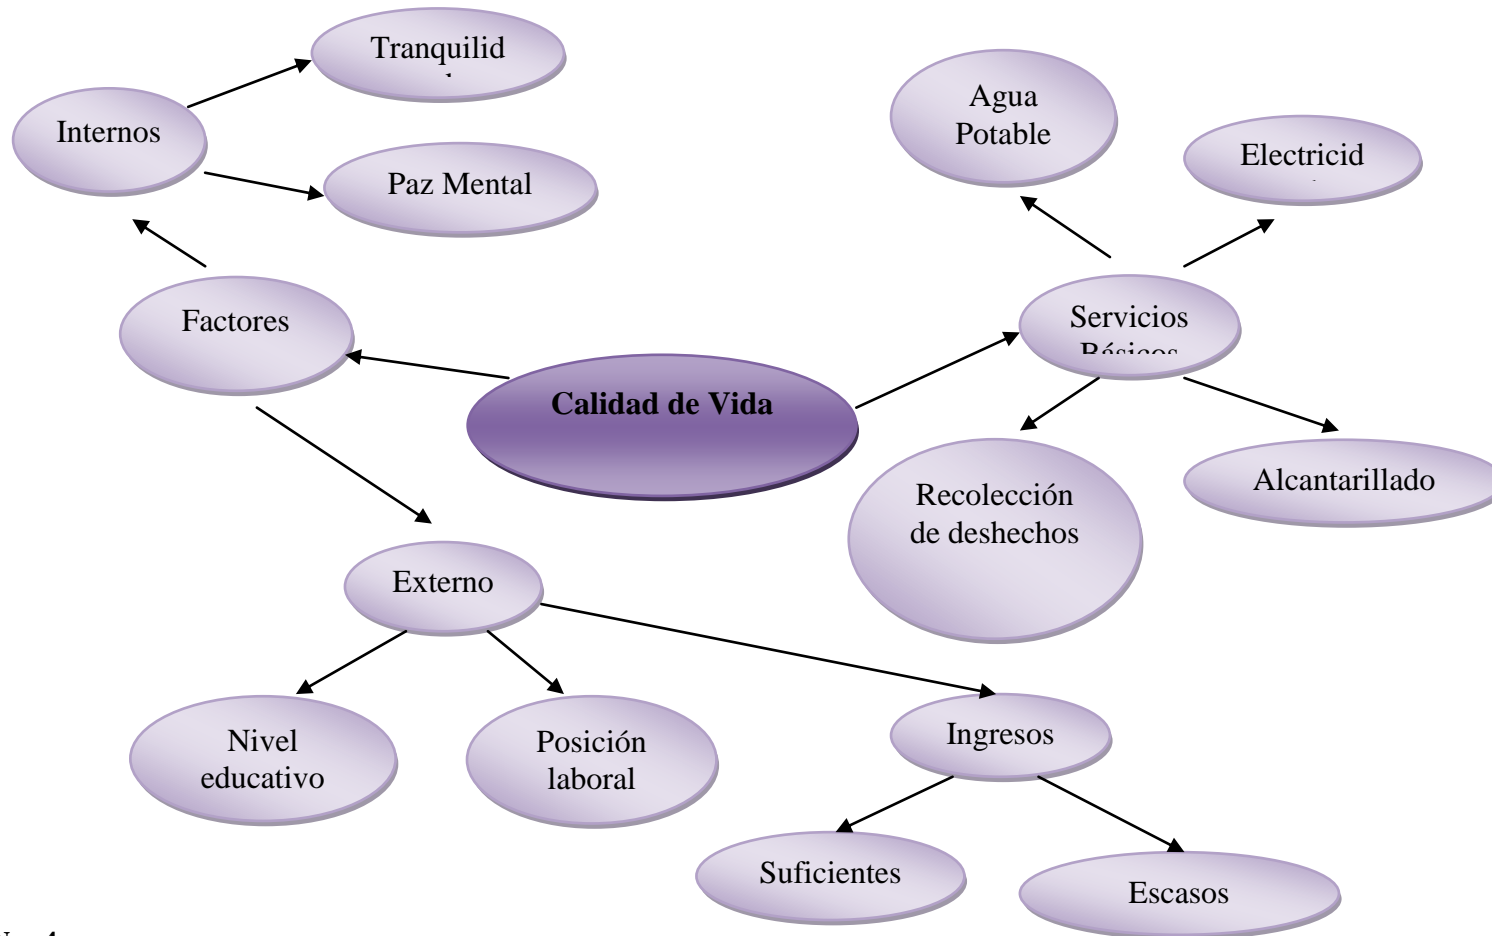 Tranquilid
Internos
Paz Mental
Agua
Potable
Electricid
Factores
Servicios
Básicos
Calidad de Vida
Recolección
de deshechos
Alcantarillado
Externo
Nivel
educativo
Posición
laboral
Ingresos
Suficientes
Escasos